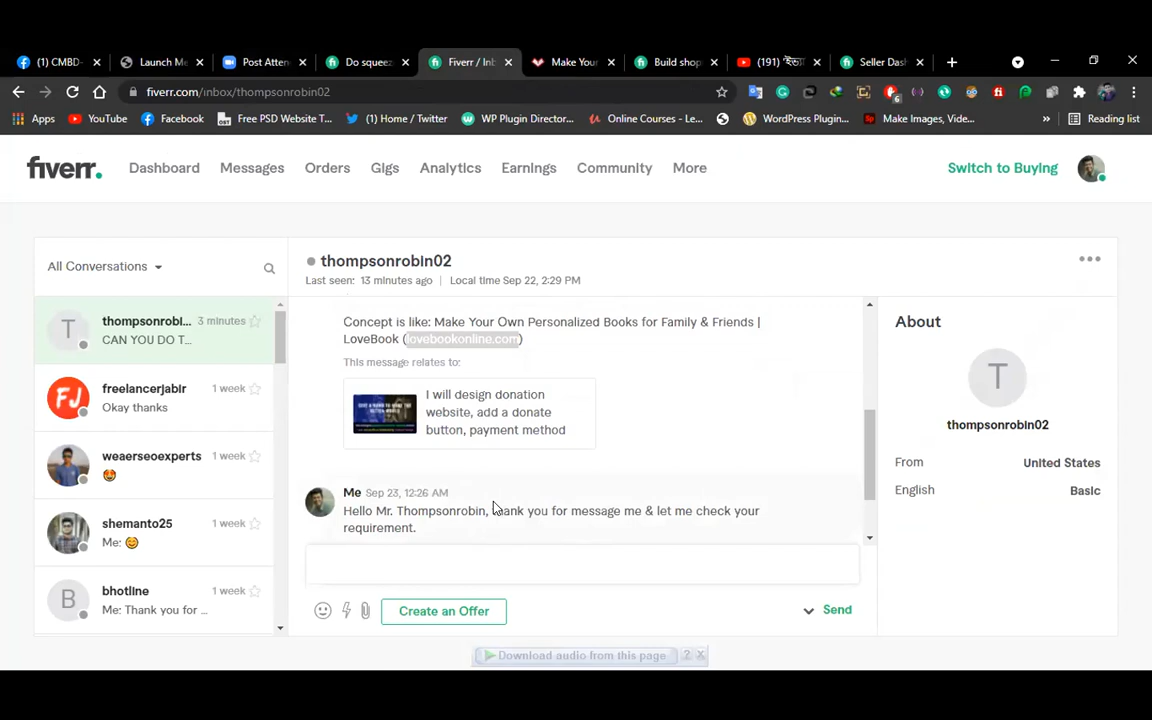 (1) CMBD-
Launch Me
Post Atten
Do squeez
Fiverr / Inb
Make Your
Build shop
(191)
Seller Dash
fiverr.com/inbox/thompsonrobin02
6
Apps
YouTube
Facebook
Free PSD Website T...
(1) Home / Twitter
WP Plugin Director...
Online Courses - Le...
WordPress Plugin...
Make Images, Vide...
»
Reading list
fiverr.
Dashboard
Messages
Orders
Gigs
Analytics
Earnings
Community
More
Switch to Buying
All Conversations
thompsonrobin02
Last seen: 13 minutes ago | Local time Sep 22, 2:29 PM
T
thompsonrobi...
3 minutes
CAN YOU DO T...
FJ
freelancerjabir
1 week
Okay thanks
weaerseoexperts
1 week
shemanto25
1 week
Me:
B
bhotline
1 week
Me: Thank you for ...
Concept is like: Make Your Own Personalized Books for Family & Friends |
LoveBook (lovebookonline.com)
This message relates to:
I will design donation
website, add a donate
button, payment method
Me Sep 23, 12:26 AM
Hello Mr. Thompsonrobin, thank you for message me & let me check your
requirement.
Create an Offer
Send
About
T
thompsonrobin02
From
United States
English
Basic
Download audio from this page
?
X